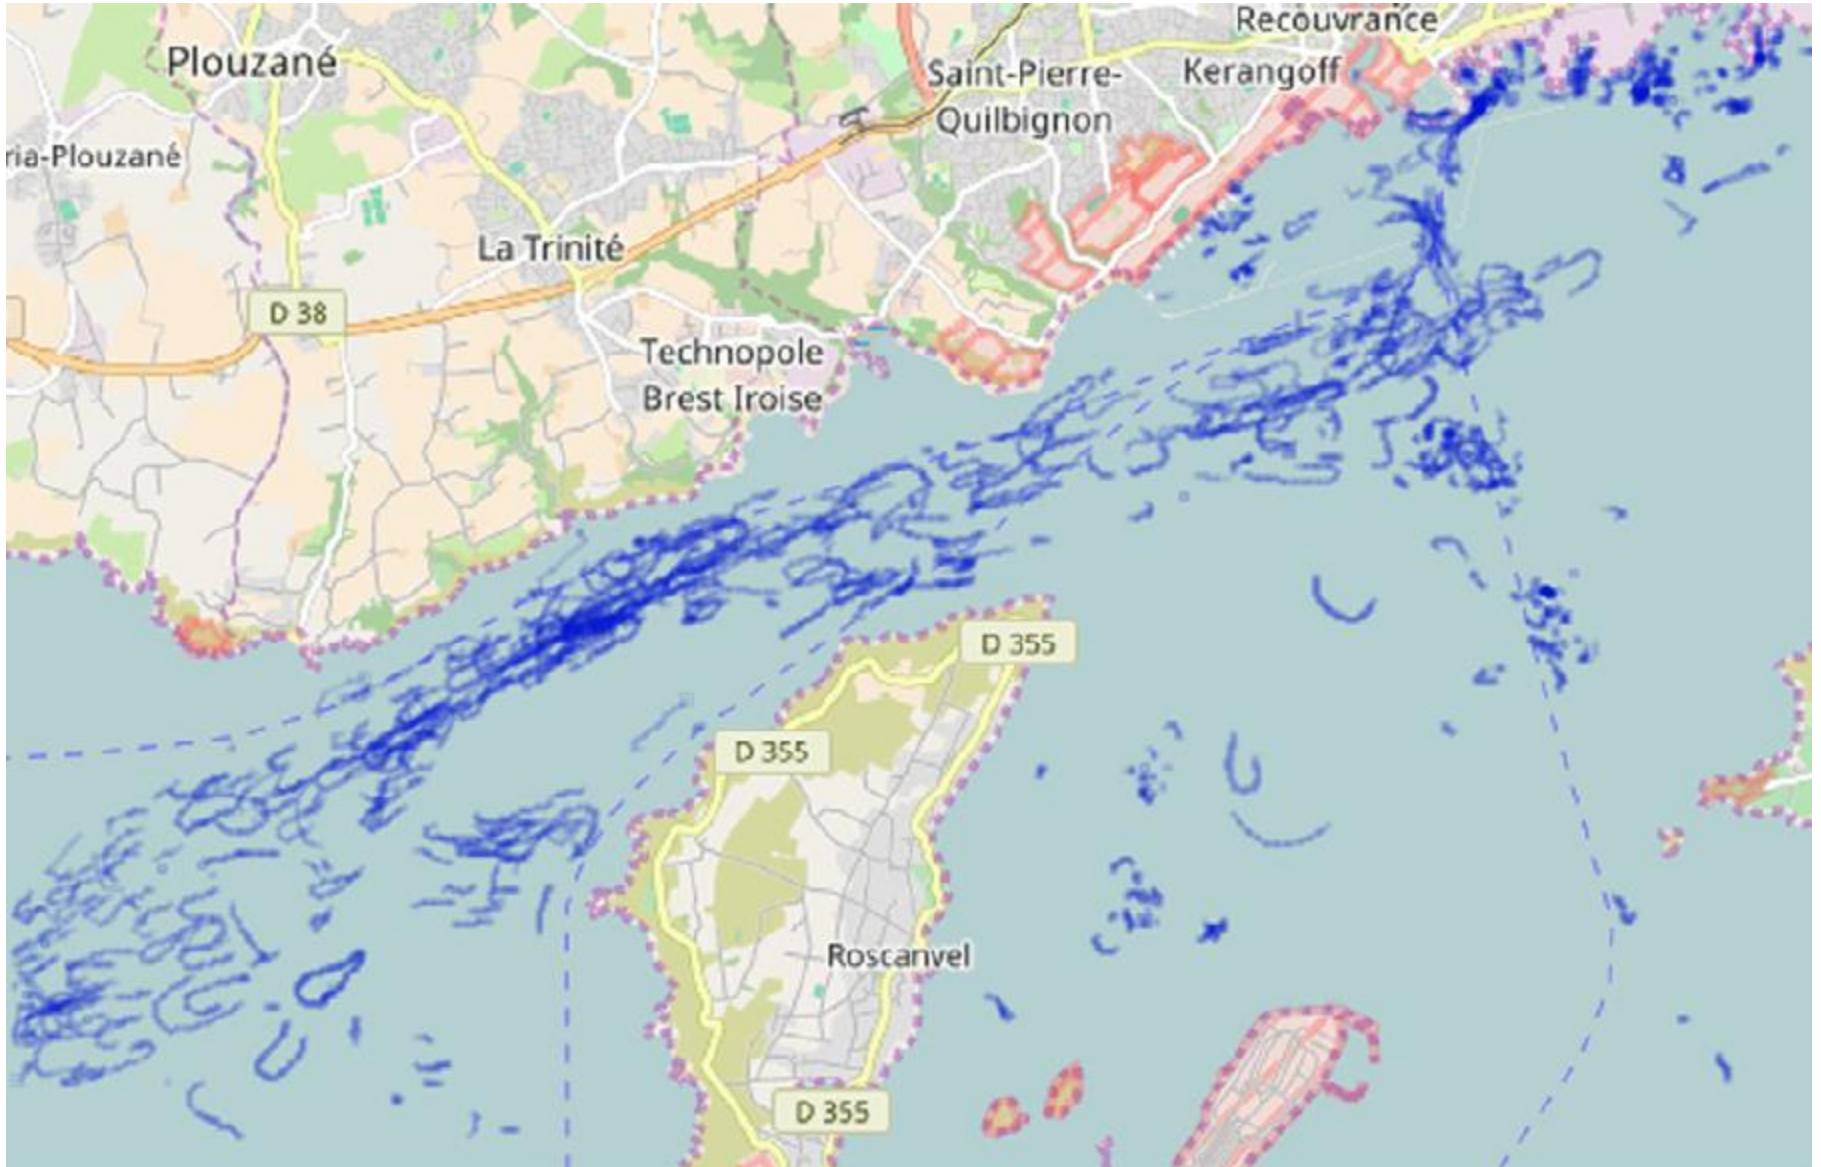 Recouvrance
Plouzané
Saint-Pierre-
Quilbignon
Kerangoff
ria-Plouzané
La Trinité
D 38
Technopole
Brest Iroise
D 355
D 355
Roscanvel
D 355